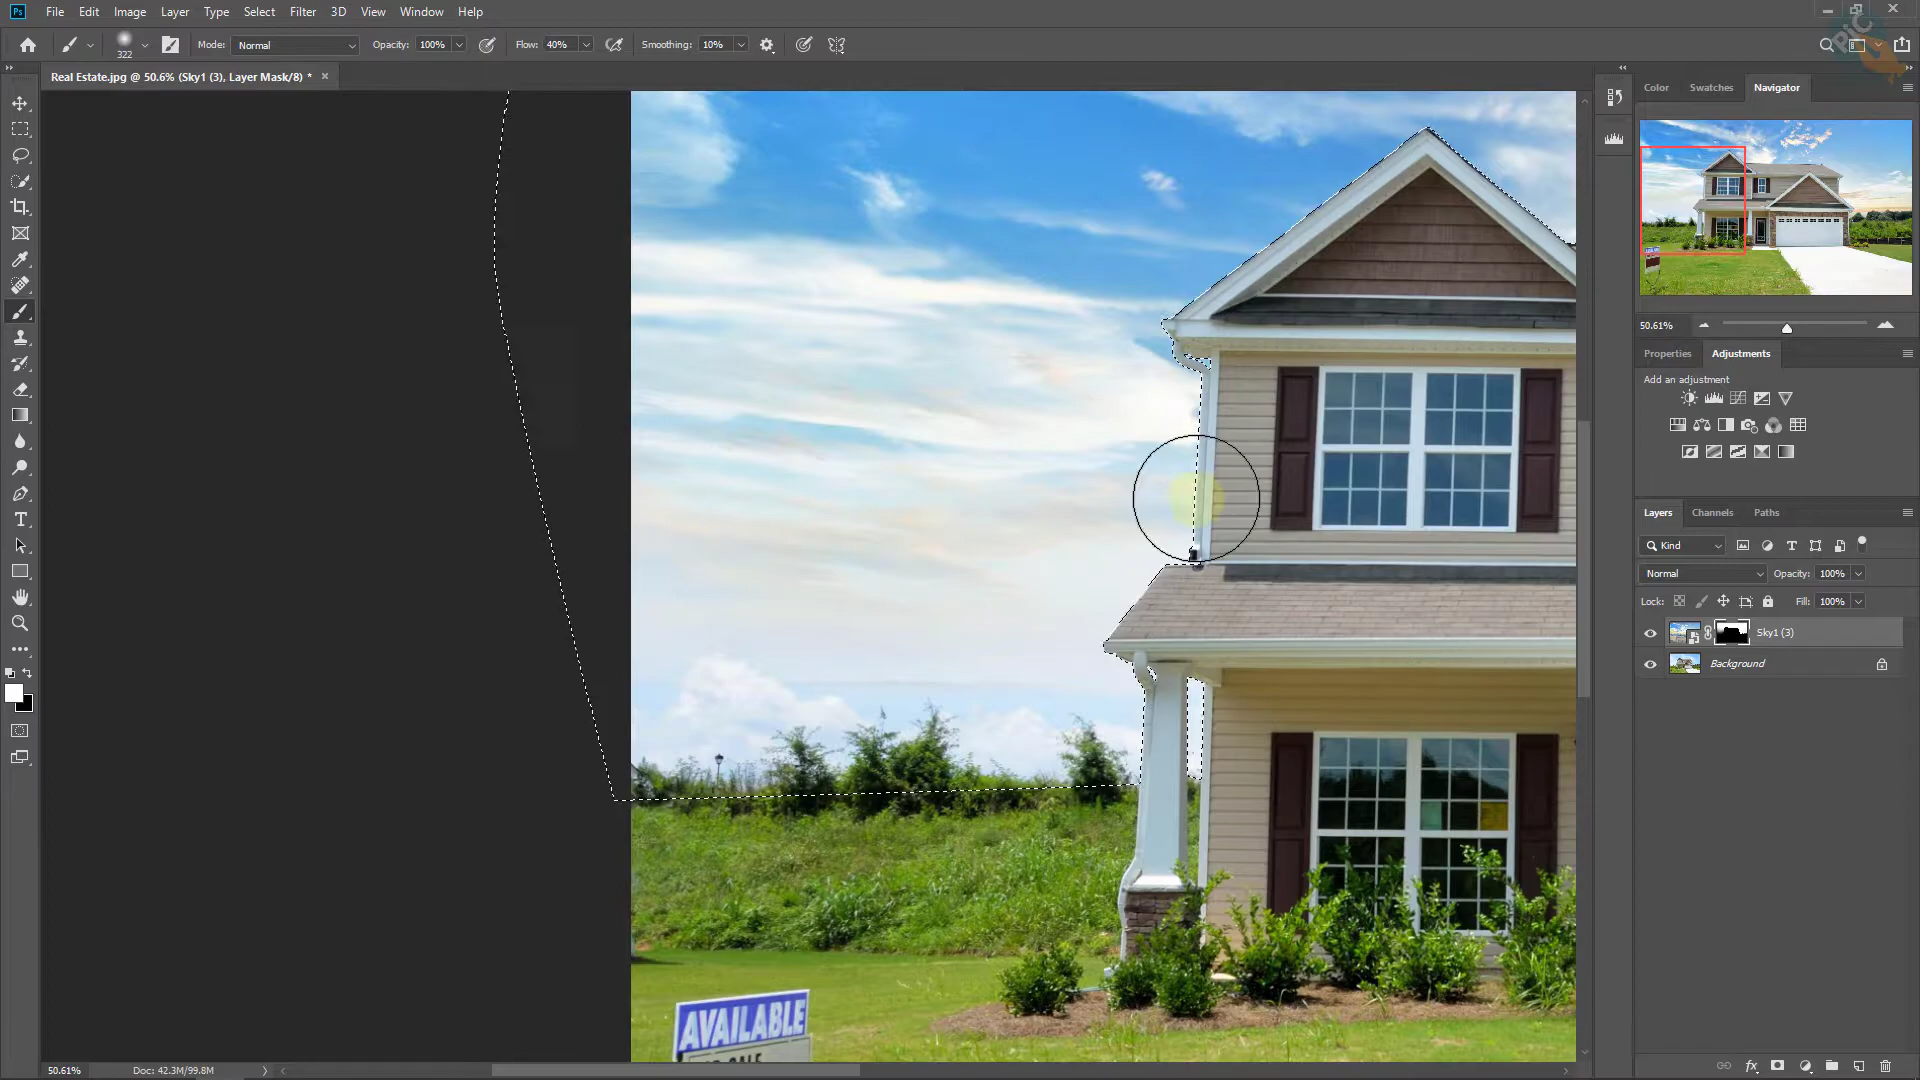 Ps File Edit Image Layer Type Select Filter 3D View Window Help
PiC
322 Mode: Normal Opacity: 100% Flow: 40% Smoothing: 10%
Real Estate.jpg @ 50.6% (Sky1 (3), Layer Mask/8) * ×
Color Swatches Navigator
50.61%
Properties Adjustments
Add an adjustment
Layers Channels Paths
Kind
Normal Opacity: 100%
Lock: Fill: 100%
Sky1 (3)
Background
AVAILABLE
50.61% Doc: 42.3M/99.8M